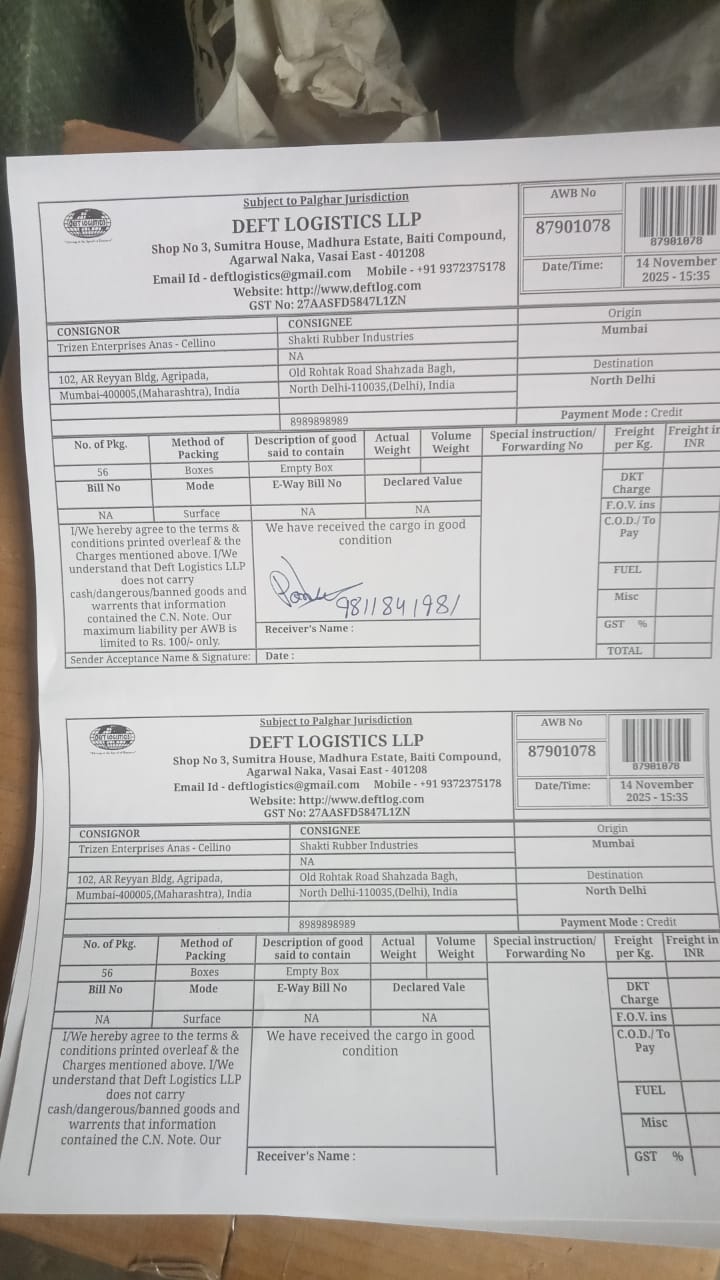 Subject to Palghar Jurisdiction
DEFT LOGISTICS LLP
Shop No 3, Sumitra House, Madhura Estate, Baiti Compound,
Agarwal Naka, Vasai East - 401208
Email Id - deftlogistics@gmail.com Mobile - +91 9372375178
Website: http://www.deftlog.com
GST No: 27AASFD5847L1ZN
AWB No
87901078
87901078
Date/Time:
14 November
2025 - 15:35
CONSIGNOR
Trizen Enterprises Anas - Cellino
102, AR Reyyan Bldg, Agripada,
Mumbai-400005,(Maharashtra), India
CONSIGNEE
Shakti Rubber Industries
NA
Old Rohtak Road Shahzada Bagh,
North Delhi-110035,(Delhi), India
8989898989
Origin
Mumbai
Destination
North Delhi
Payment Mode : Credit
No. of Pkg.
Method of
Packing
Description of good
said to contain
Actual
Weight
Volume
Weight
Special instruction/
Forwarding No
Freight
per Kg.
Freight in
INR
56
Boxes
Empty Box
Bill No
Mode
E-Way Bill No
Declared Value
NA
Surface
NA
NA
DKT
Charge
F.O.V. ins
C.O.D./To
Pay
FUEL
Misc
GST %
TOTAL
I/We hereby agree to the terms &
conditions printed overleaf & the
Charges mentioned above. I/We
understand that Deft Logistics LLP
does not carry
cash/dangerous/banned goods and
warrents that information
contained the C.N. Note. Our
maximum liability per AWB is
limited to Rs. 100/- only.
Sender Acceptance Name & Signature:
We have received the cargo in good
condition
9811841981
Receiver's Name :
Date :
Subject to Palghar Jurisdiction
DEFT LOGISTICS LLP
Shop No 3, Sumitra House, Madhura Estate, Baiti Compound,
Agarwal Naka, Vasai East - 401208
Email Id - deftlogistics@gmail.com Mobile - +91 9372375178
Website: http://www.deftlog.com
GST No: 27AASFD5847L1ZN
AWB No
87901078
87901078
Date/Time:
14 November
2025 - 15:35
CONSIGNOR
Trizen Enterprises Anas - Cellino
102, AR Reyyan Bldg, Agripada,
Mumbai-400005,(Maharashtra), India
CONSIGNEE
Shakti Rubber Industries
NA
Old Rohtak Road Shahzada Bagh,
North Delhi-110035,(Delhi), India
8989898989
Origin
Mumbai
Destination
North Delhi
Payment Mode : Credit
No. of Pkg.
Method of
Packing
Description of good
said to contain
Actual
Weight
Volume
Weight
Special instruction/
Forwarding No
Freight
per Kg.
Freight in
INR
56
Boxes
Empty Box
Bill No
Mode
E-Way Bill No
Declared Vale
NA
Surface
NA
NA
DKT
Charge
F.O.V. ins
C.O.D./To
Pay
FUEL
Misc
GST %
I/We hereby agree to the terms &
conditions printed overleaf & the
Charges mentioned above. I/We
understand that Deft Logistics LLP
does not carry
cash/dangerous/banned goods and
warrents that information
contained the C.N. Note. Our
We have received the cargo in good
condition
Receiver's Name :